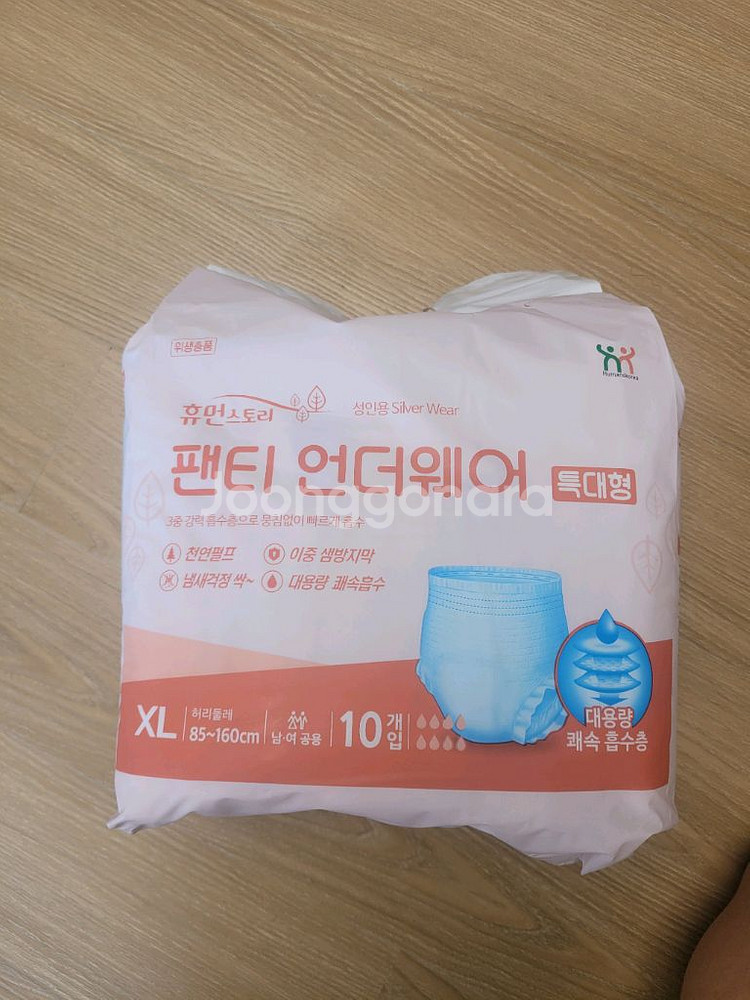 위생용품
휴먼스토리
성인용 Silver Wear
팬티 언더웨어 특대형
Joonggonara
3중 강력 흡수층으로 뭉침없이 빠르게 흡수
천연펄프
이중 샘방지막
냄새걱정 싹~
대용량 쾌속흡수
XL
허리둘레
85~160cm
남·여 공용
10개입
대용량
쾌속 흡수층